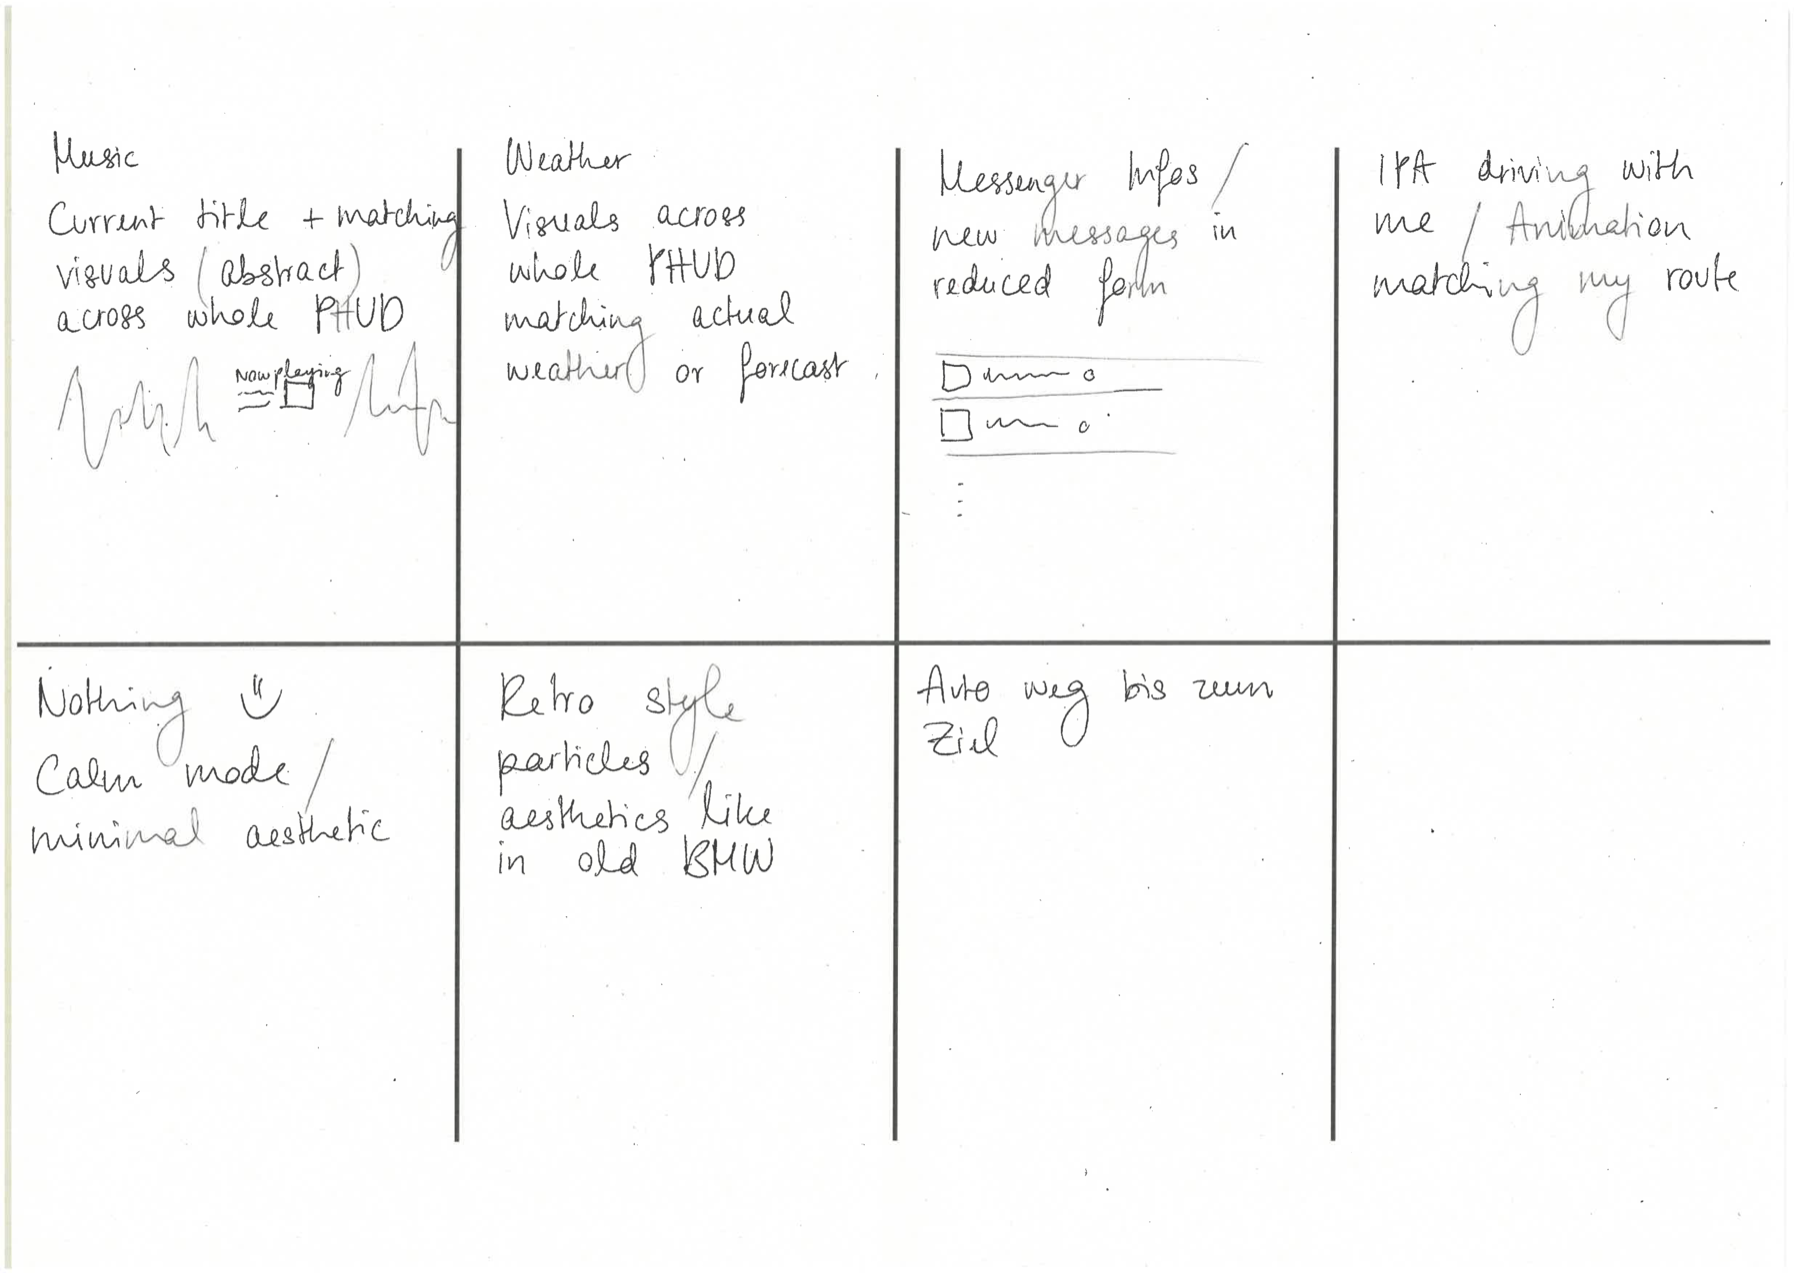 Music
Current title + matching
visuals (abstract)
across whole PHUD
Now playing
Weather
Visuals across
whole PHUD
matching actual
weather or forecast
Messenger Infos /
new messages in
reduced form
IPA driving with
me / Animation
matching my route
Nothing
Calm mode /
minimal aesthetic
Retro style
particles /
aesthetics like
in old BMW
Auto weg bis zum
Ziel